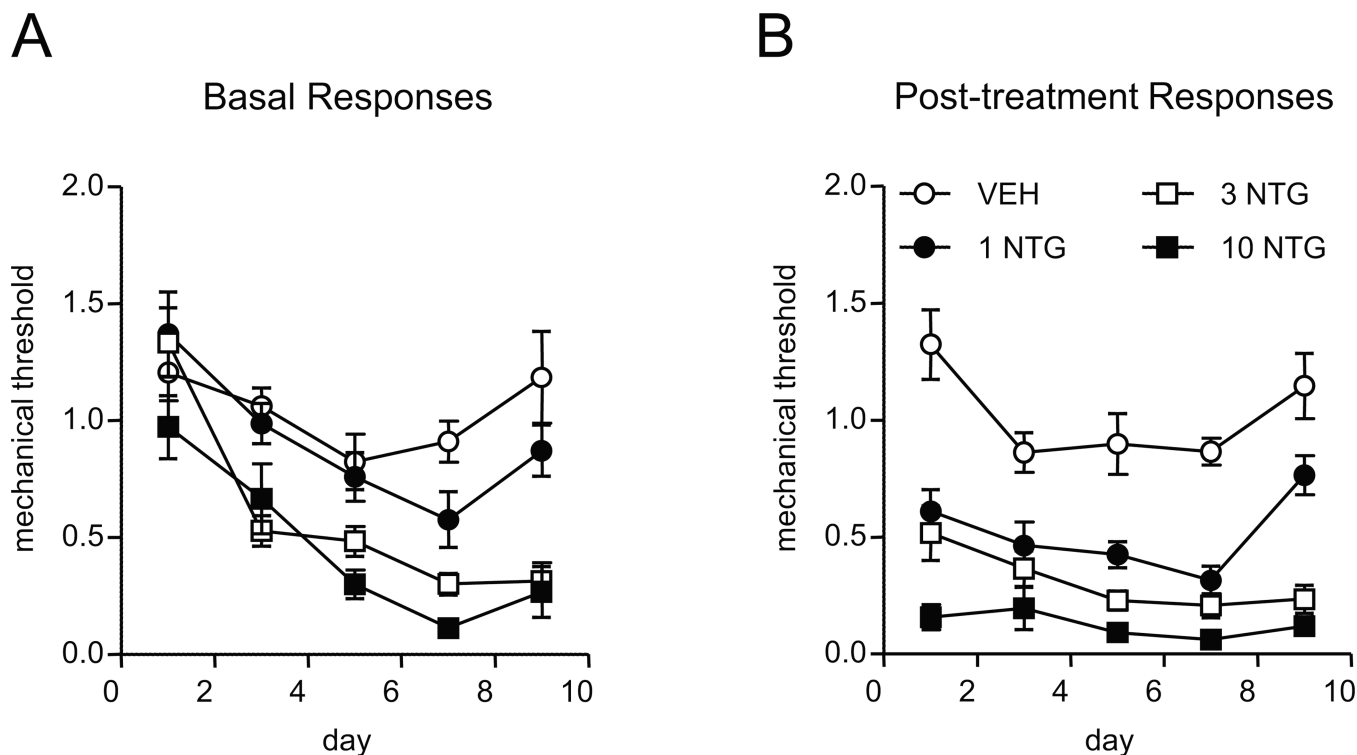 A
Basal Responses
mechanical threshold
2.0
1.5
1.0
0.5
0.0
0 2 4 6 8 10
day
B
Post-treatment Responses
VEH 3 NTG
1 NTG 10 NTG
mechanical threshold
2.0
1.5
1.0
0.5
0.0
0 2 4 6 8 10
day